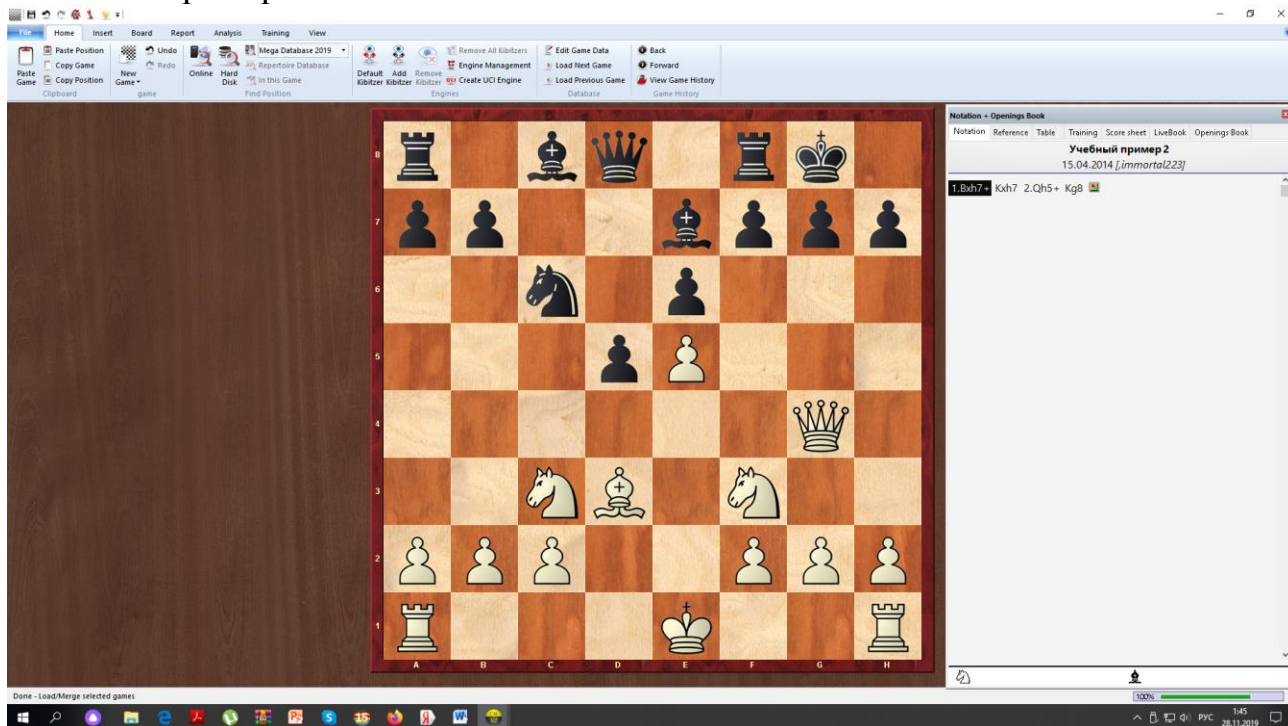 File Home Insert Board Report Analysis Training View
Paste Position Undo Mega Database 2019 Remove All Kibitzers Edit Game Data Back
Copy Game Redo Repertoire Database Engine Management Load Next Game Forward
Paste Game Copy Position New Game Online Hard Disk In this Game Default Kibitzer Add Kibitzer Remove Kibitzer Create UCI Engine Load Previous Game View Game History
Clipboard game Find Position Engines Database Game History
Notation + Openings Book
Notation Reference Table Training Score sheet LiveBook Openings Book
Учебный пример 2
15.04.2014 [,immortal223]
1.Bxh7+ Kxh7 2.Qh5+ Kg8
8
7
6
5
4
3
2
1
A B C D E F G H
Done - Load/Merge selected games
100%
РУС
1:45
28.11.2019